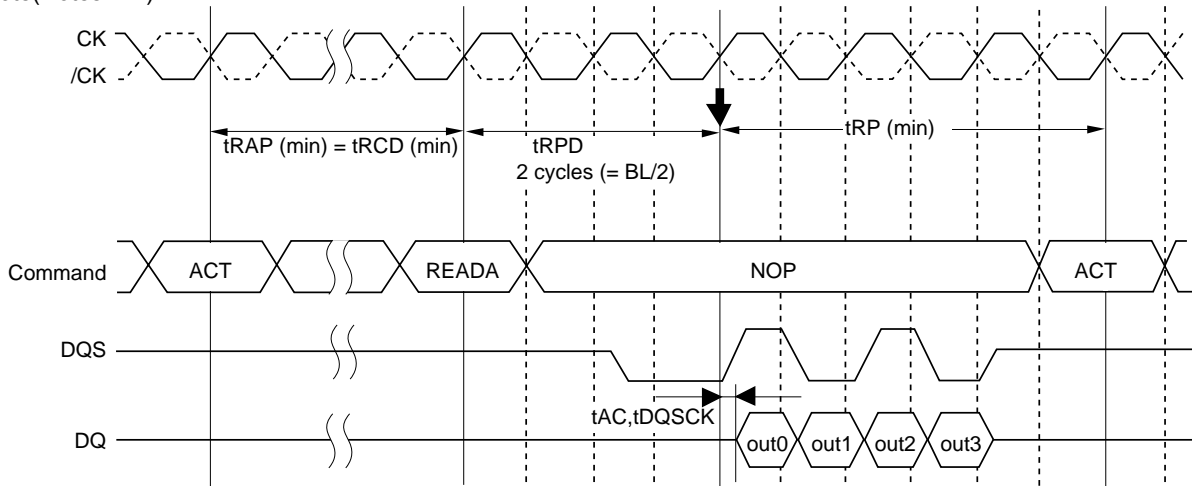 CK
/CK
tRAP (min) = tRCD (min)
tRPD
2 cycles (= BL/2)
tRP (min)
Command
ACT
READA
NOP
ACT
DQS
tAC,tDQSCK
DQ
out0
out1
out2
out3